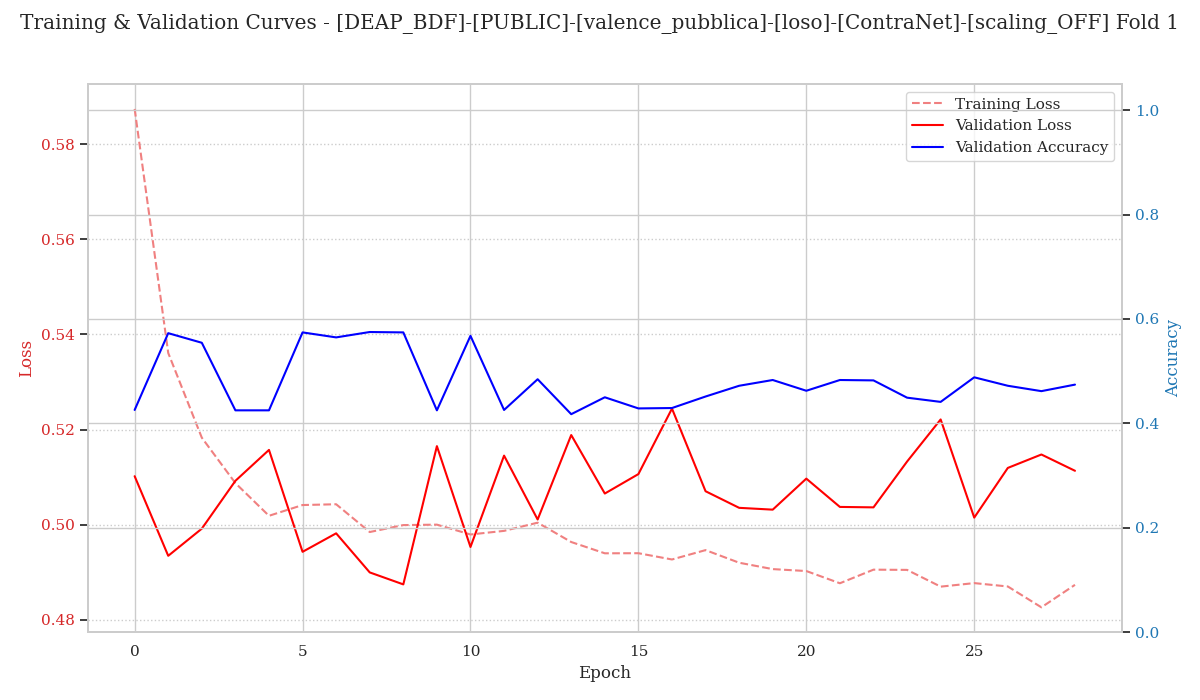 Training & Validation Curves - [DEAP_BDF]-[PUBLIC]-[valence_pubblica]-[loso]-[ContraNet]-[scaling_OFF] Fold 1
Training Loss
Validation Loss
Validation Accuracy
0.58
0.56
0.54
0.52
0.50
0.48
Loss
1.0
0.8
0.6
0.4
0.2
0.0
Accuracy
0
5
10
15
20
25
Epoch